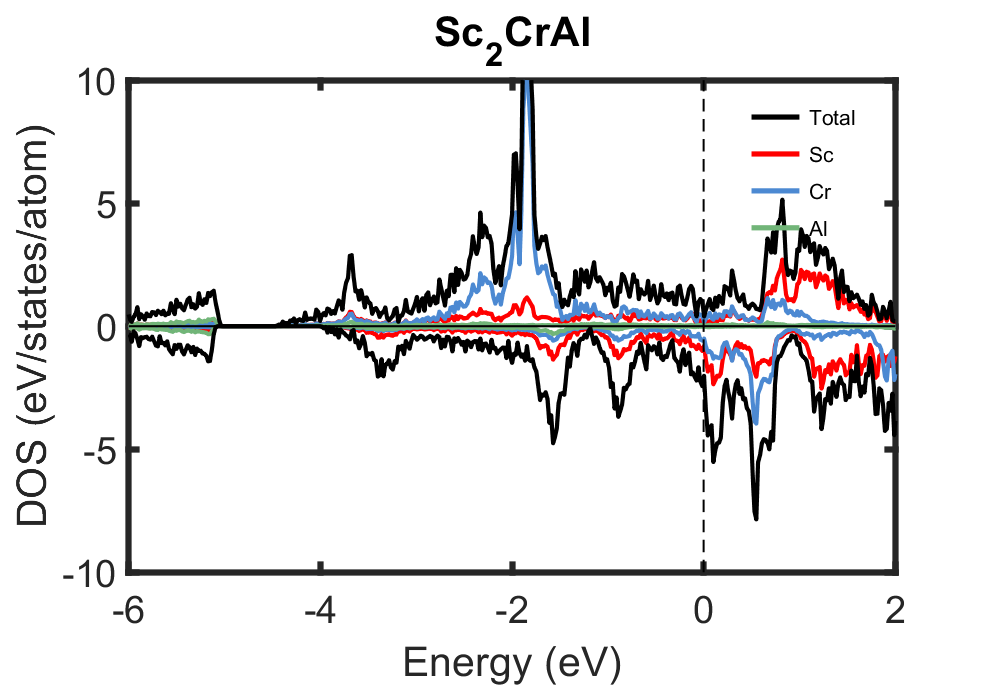 Sc2CrAl
10
5
0
-5
-10
DOS (eV/states/atom)
Total
Sc
Cr
Al
-6 -4 -2 0 2
Energy (eV)